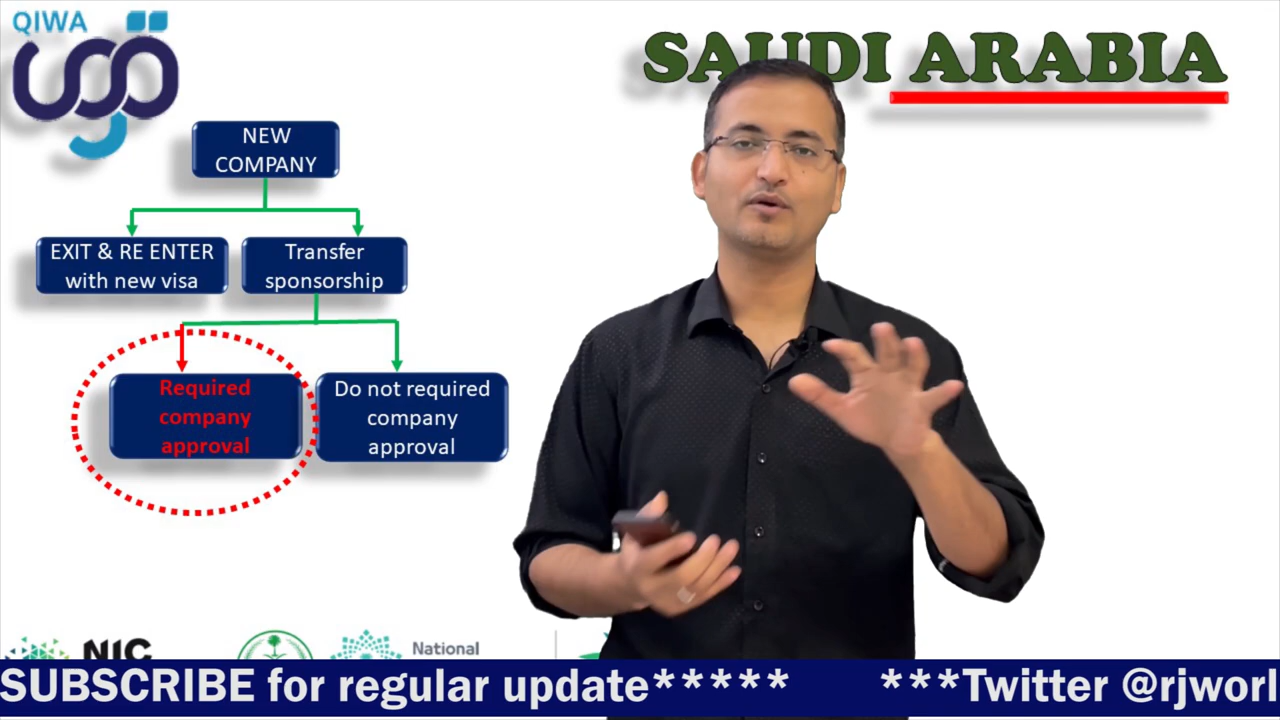 QIWA
قوى
SAUDI ARABIA
NEW
COMPANY
EXIT & RE ENTER
with new visa
Transfer
sponsorship
Required
company
approval
Do not required
company
approval
NIC
National
SUBSCRIBE for regular update***** ***Twitter @rjworl